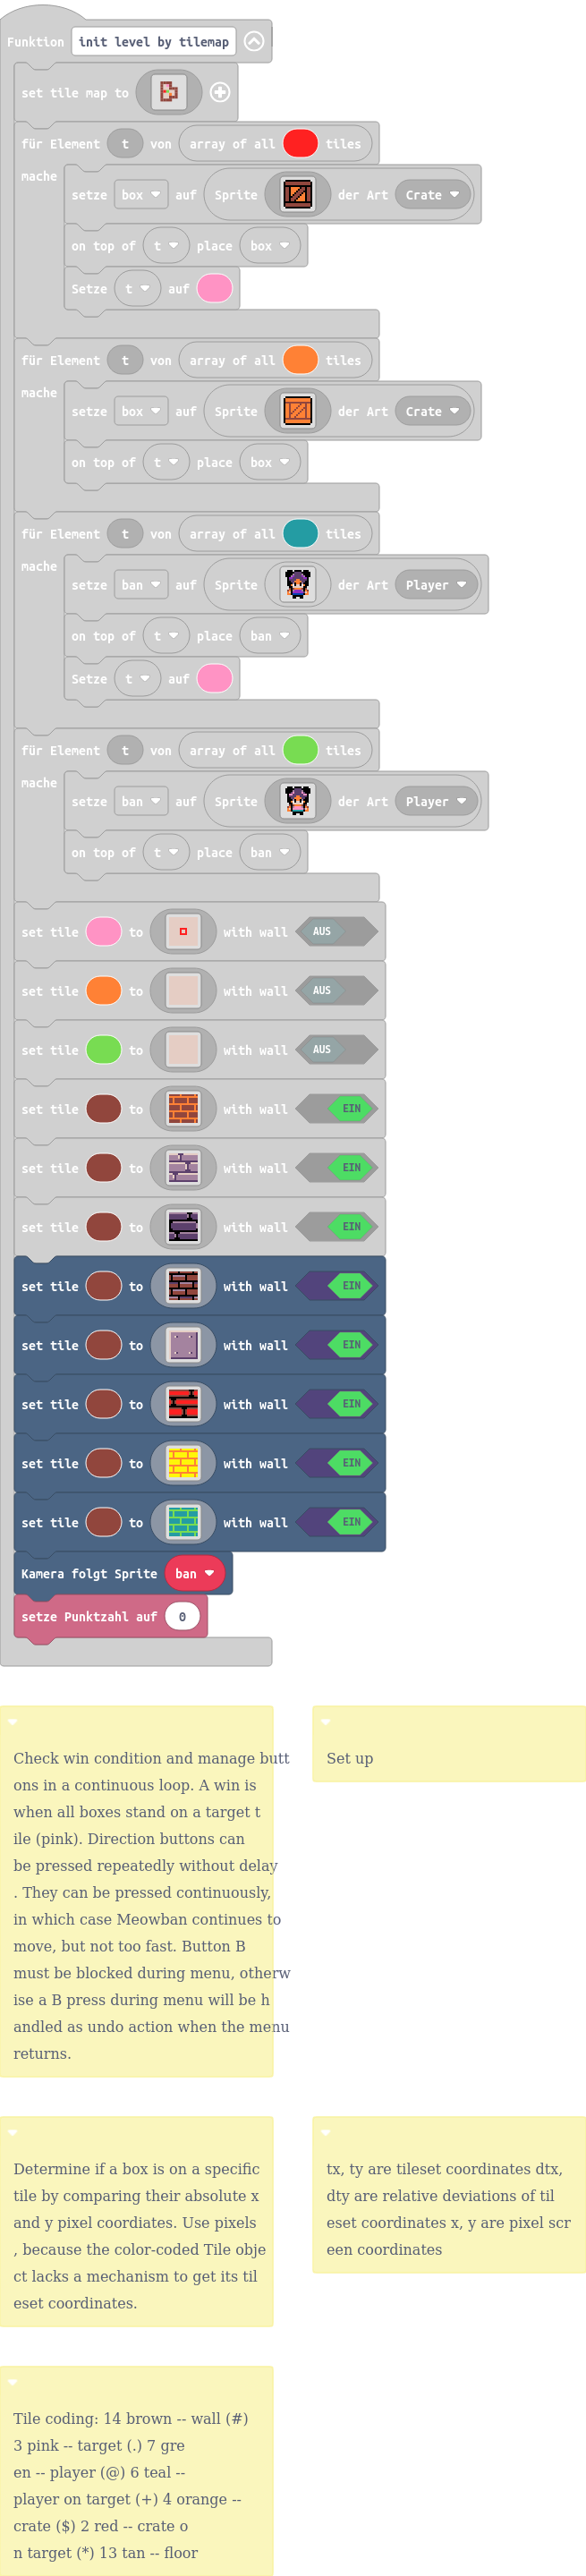 Funktion init level by tilemap
set tile map to
für Element t von array of all tiles
mache
setze box auf Sprite der Art Crate
on top of t place box
Setze t auf
für Element t von array of all tiles
mache
setze box auf Sprite der Art Crate
on top of t place box
für Element t von array of all tiles
mache
setze ban auf Sprite der Art Player
on top of t place ban
Setze t auf
für Element t von array of all tiles
mache
setze ban auf Sprite der Art Player
on top of t place ban
set tile to with wall AUS
set tile to with wall AUS
set tile to with wall AUS
set tile to with wall EIN
set tile to with wall EIN
set tile to with wall EIN
set tile to with wall EIN
set tile to with wall EIN
set tile to with wall EIN
set tile to with wall EIN
set tile to with wall EIN
Kamera folgt Sprite ban
setze Punktzahl auf 0
Check win condition and manage butt
ons in a continuous loop. A win is
when all boxes stand on a target t
ile (pink). Direction buttons can
be pressed repeatedly without delay
. They can be pressed continuously,
in which case Meowban continues to
move, but not too fast. Button B
must be blocked during menu, otherw
ise a B press during menu will be h
andled as undo action when the menu
returns.
Set up
Determine if a box is on a specific
tile by comparing their absolute x
and y pixel coordiates. Use pixels
, because the color-coded Tile obje
ct lacks a mechanism to get its til
eset coordinates.
tx, ty are tileset coordinates dtx,
dty are relative deviations of til
eset coordinates x, y are pixel scr
een coordinates
Tile coding: 14 brown -- wall (#)
3 pink -- target (.) 7 gre
en -- player (@) 6 teal --
player on target (+) 4 orange --
crate ($) 2 red -- crate o
n target (*) 13 tan -- floor